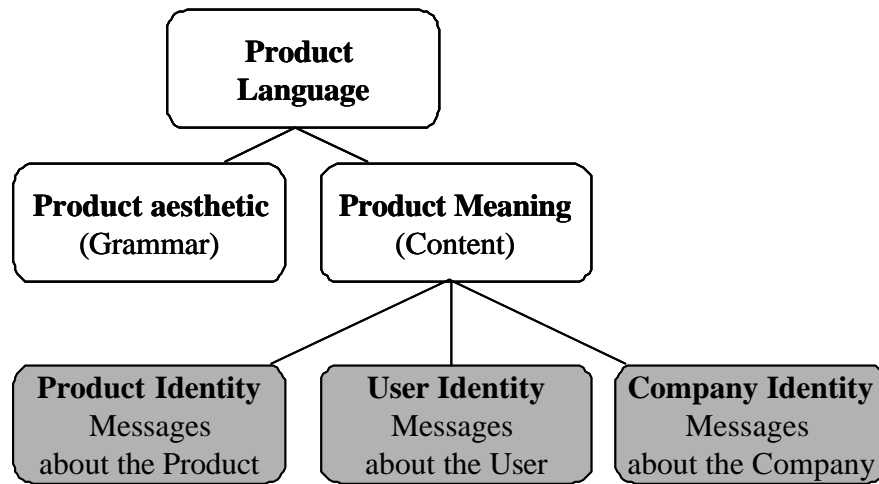 Product
Language
Product aesthetic
(Grammar)
Product Meaning
(Content)
Product Identity
Messages
about the Product
User Identity
Messages
about the User
Company Identity
Messages
about the Company